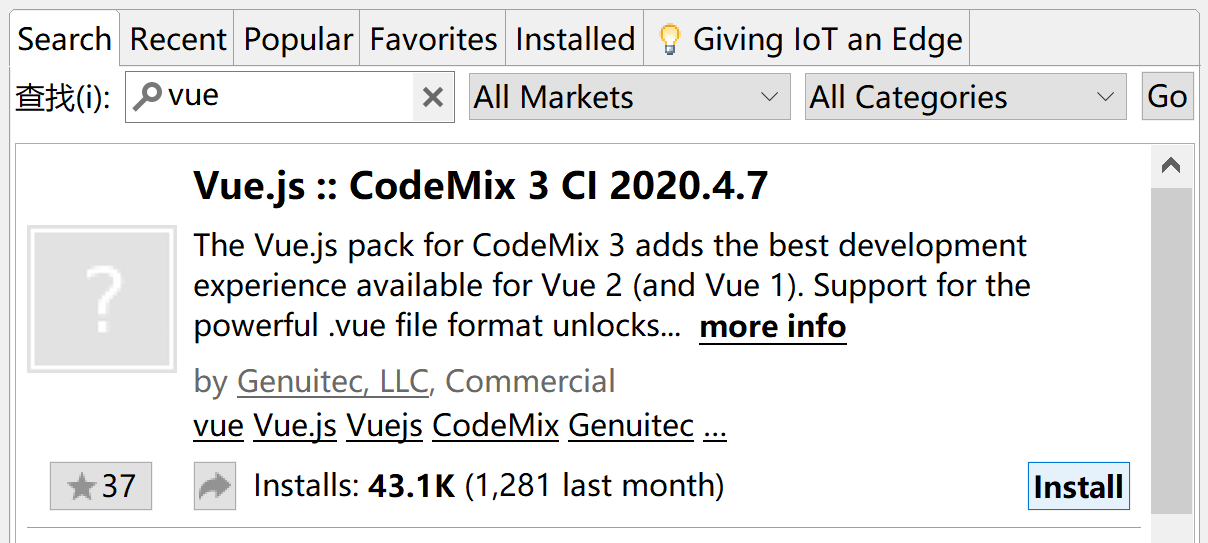 Search Recent Popular Favorites Installed Giving IoT an Edge
查找(i): vue All Markets All Categories Go
Vue.js :: CodeMix 3 CI 2020.4.7
The Vue.js pack for CodeMix 3 adds the best development
experience available for Vue 2 (and Vue 1). Support for the
powerful .vue file format unlocks... more info
by Genuitec, LLC, Commercial
vue Vue.js Vuejs CodeMix Genuitec ...
37 Installs: 43.1K (1,281 last month) Install